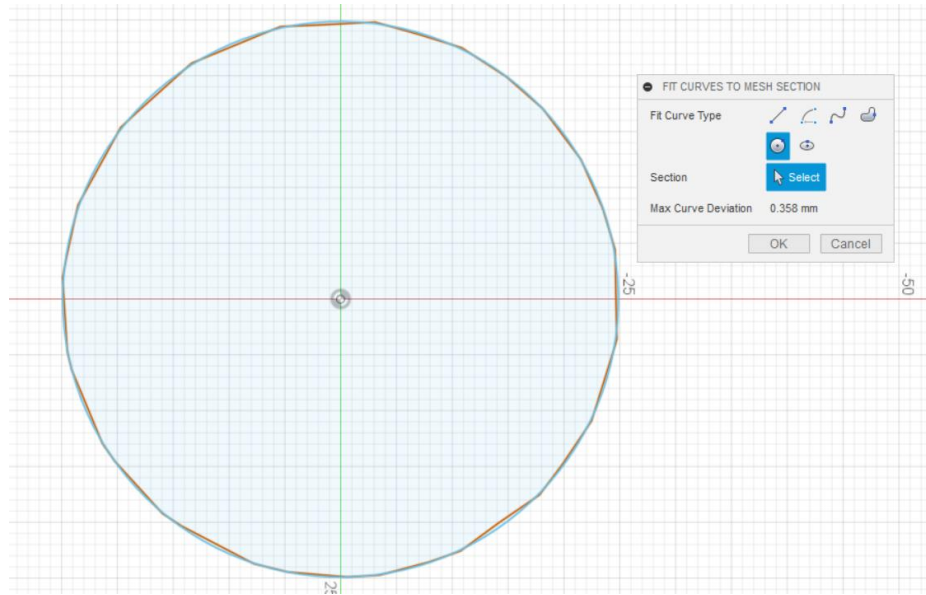 FIT CURVES TO MESH SECTION
Fit Curve Type
Section
Select
Max Curve Deviation 0.358 mm
OK Cancel
-25
-50
25